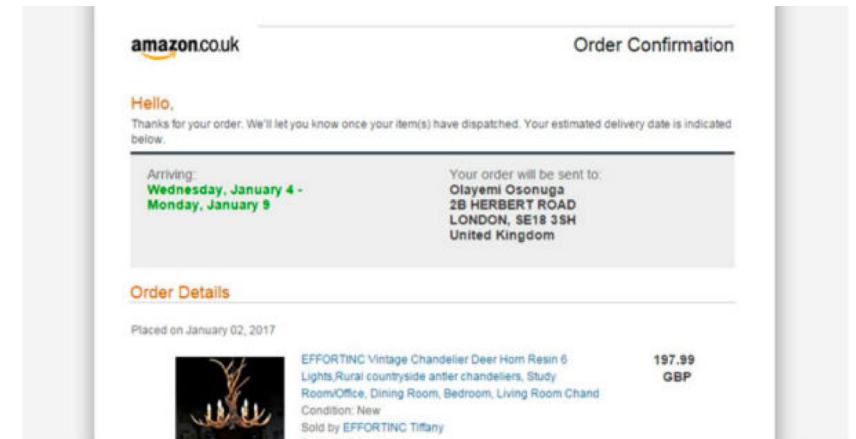 amazon.co.uk
Order Confirmation
Hello,
Thanks for your order. We'll let you know once your item(s) have dispatched. Your estimated delivery date is indicated
below.
Arriving:
Wednesday, January 4 -
Monday, January 9
Your order will be sent to:
Olayemi Osonuga
2B HERBERT ROAD
LONDON, SE18 3SH
United Kingdom
Order Details
Placed on January 02, 2017
EFFORTINC Vintage Chandelier Deer Horn Resin 6
Lights,Rural countryside antler chandeliers, Study
Room/Office, Dining Room, Bedroom, Living Room Chand
Condition: New
Sold by EFFORTINC Tiffany
197.99
GBP